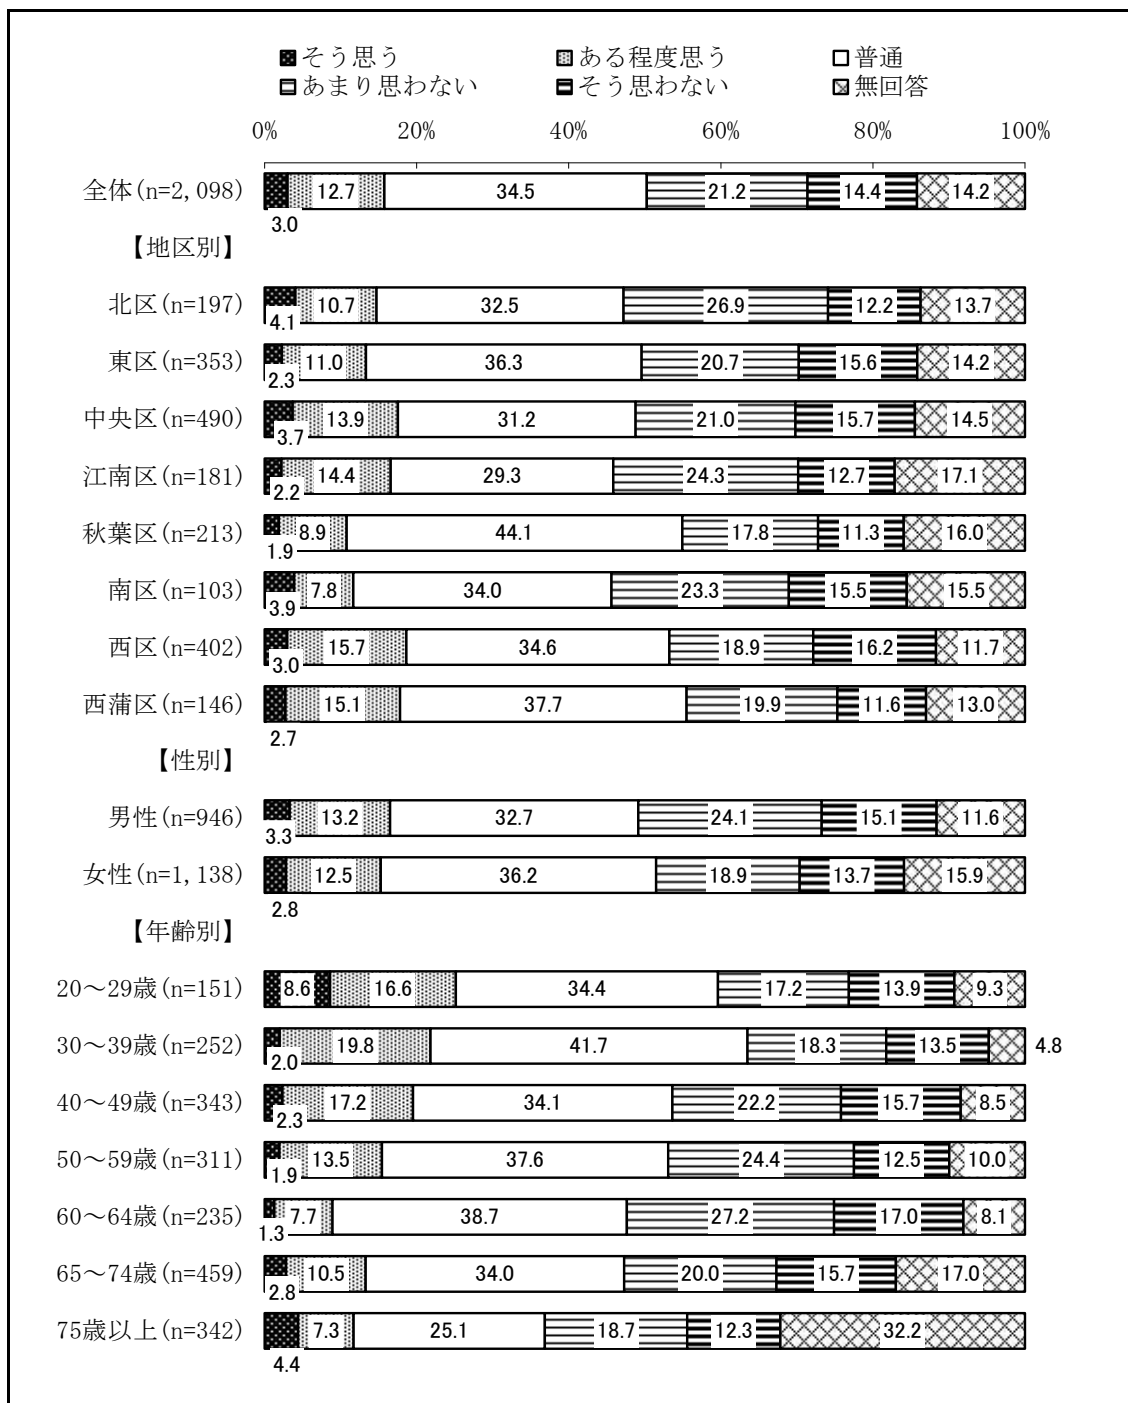 そう思う ある程度思う 普通
あまり思わない そう思わない 無回答
0% 20% 40% 60% 80% 100%
全体(n=2,098) 3.0 12.7 34.5 21.2 14.4 14.2
【地区別】
北区(n=197) 4.1 10.7 32.5 26.9 12.2 13.7
東区(n=353) 2.3 11.0 36.3 20.7 15.6 14.2
中央区(n=490) 3.7 13.9 31.2 21.0 15.7 14.5
江南区(n=181) 2.2 14.4 29.3 24.3 12.7 17.1
秋葉区(n=213) 1.9 8.9 44.1 17.8 11.3 16.0
南区(n=103) 3.9 7.8 34.0 23.3 15.5 15.5
西区(n=402) 3.0 15.7 34.6 18.9 16.2 11.7
西蒲区(n=146) 2.7 15.1 37.7 19.9 11.6 13.0
【性別】
男性(n=946) 3.3 13.2 32.7 24.1 15.1 11.6
女性(n=1,138) 2.8 12.5 36.2 18.9 13.7 15.9
【年齢別】
20～29歳(n=151) 8.6 16.6 34.4 17.2 13.9 9.3
30～39歳(n=252) 2.0 19.8 41.7 18.3 13.5 4.8
40～49歳(n=343) 2.3 17.2 34.1 22.2 15.7 8.5
50～59歳(n=311) 1.9 13.5 37.6 24.4 12.5 10.0
60～64歳(n=235) 1.3 7.7 38.7 27.2 17.0 8.1
65～74歳(n=459) 2.8 10.5 34.0 20.0 15.7 17.0
75歳以上(n=342) 4.4 7.3 25.1 18.7 12.3 32.2